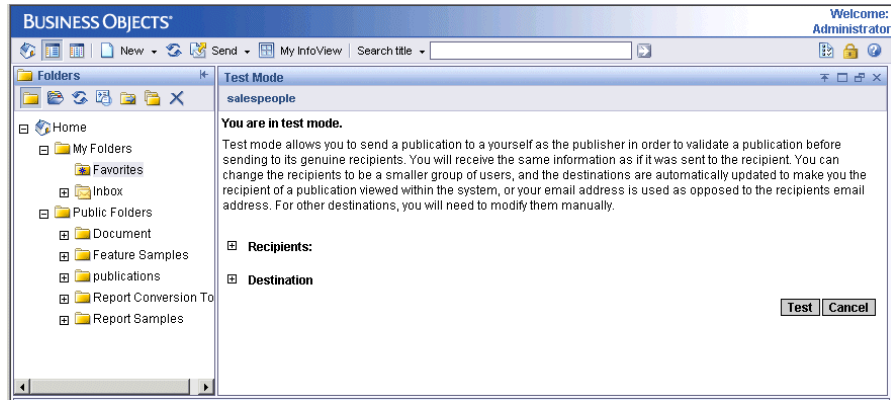 BUSINESS OBJECTS
Welcome:
Administrator
New
Send
My InfoView
Search title
Folders
Home
My Folders
Favorites
Inbox
Public Folders
Document
Feature Samples
publications
Report Conversion To
Report Samples
Test Mode
salespeople
You are in test mode.
Test mode allows you to send a publication to a yourself as the publisher in order to validate a publication before
sending to its genuine recipients. You will receive the same information as if it was sent to the recipient. You can
change the recipients to be a smaller group of users, and the destinations are automatically updated to make you the
recipient of a publication viewed within the system, or your email address is used as opposed to the recipients email
address. For other destinations, you will need to modify them manually.
Recipients:
Destination
Test Cancel